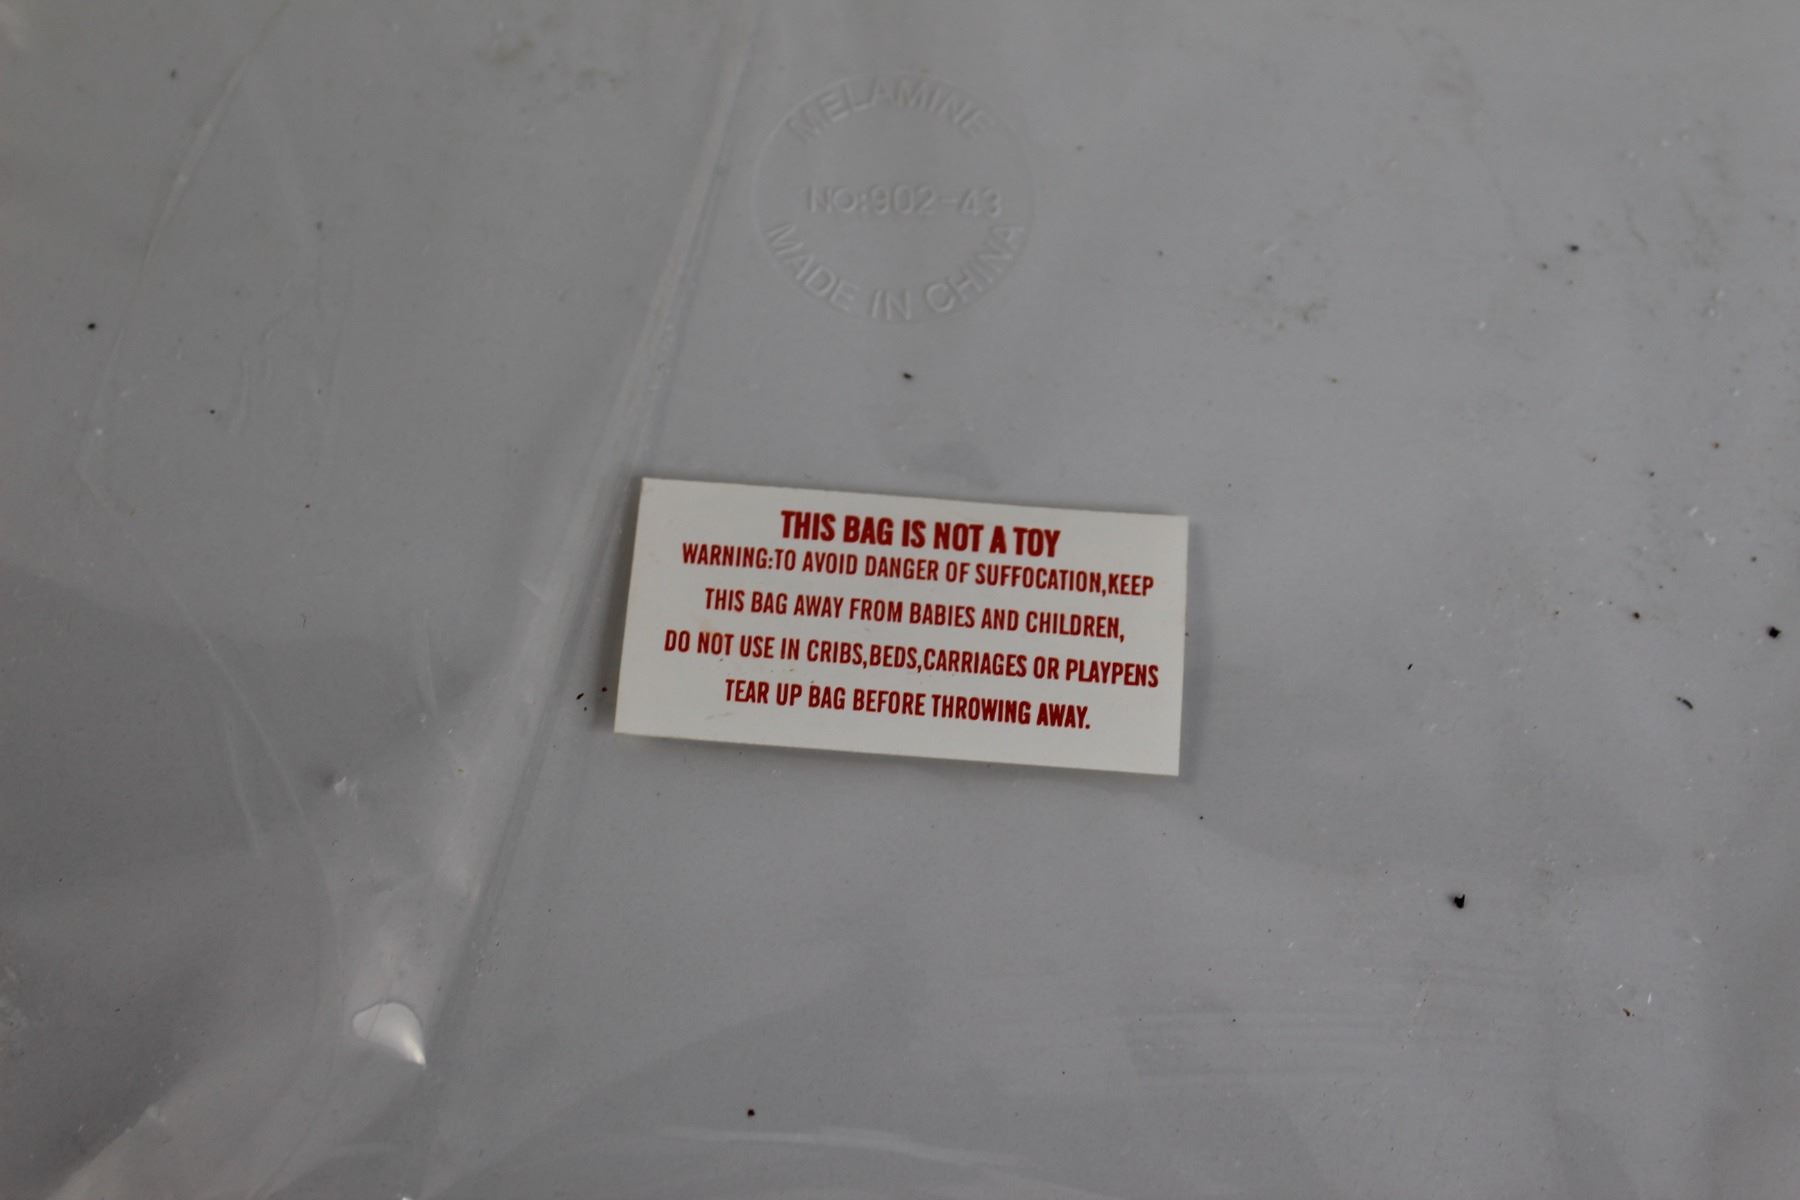 MELAMINE
NO:902-43
MADE IN CHINA
THIS BAG IS NOT A TOY
WARNING:TO AVOID DANGER OF SUFFOCATION,KEEP
THIS BAG AWAY FROM BABIES AND CHILDREN,
DO NOT USE IN CRIBS,BEDS,CARRIAGES OR PLAYPENS
TEAR UP BAG BEFORE THROWING AWAY.